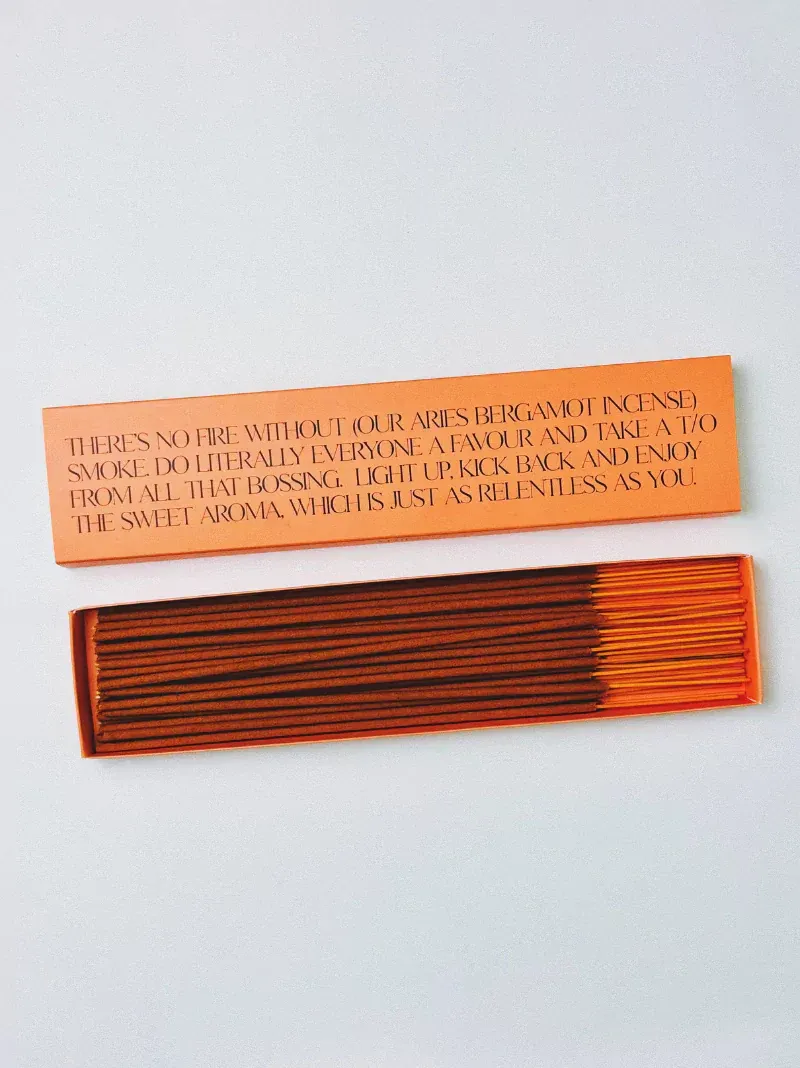 THERE'S NO FIRE WITHOUT (OUR ARIES BERGAMOT INCENSE)
SMOKE. DO LITERALLY EVERYONE A FAVOUR AND TAKE A T/O
FROM ALL THAT BOSSING. LIGHT UP, KICK BACK AND ENJOY
THE SWEET AROMA, WHICH IS JUST AS RELENTLESS AS YOU.